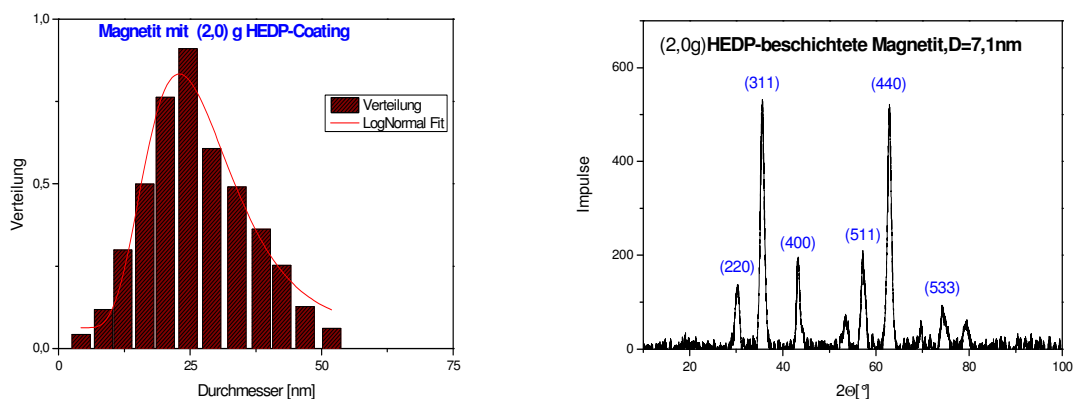 Magnetit mit (2,0) g HEDP-Coating
1,0
0,5
0,0
0
25
50
75
Verteilung
Durchmesser [nm]
Verteilung
LogNormal Fit
(2,0g)HEDP-beschichtete Magnetit,D=7,1nm
600
400
200
0
20
40
60
80
100
Impulse
2Θ[°]
(220)
(311)
(400)
(511)
(440)
(533)